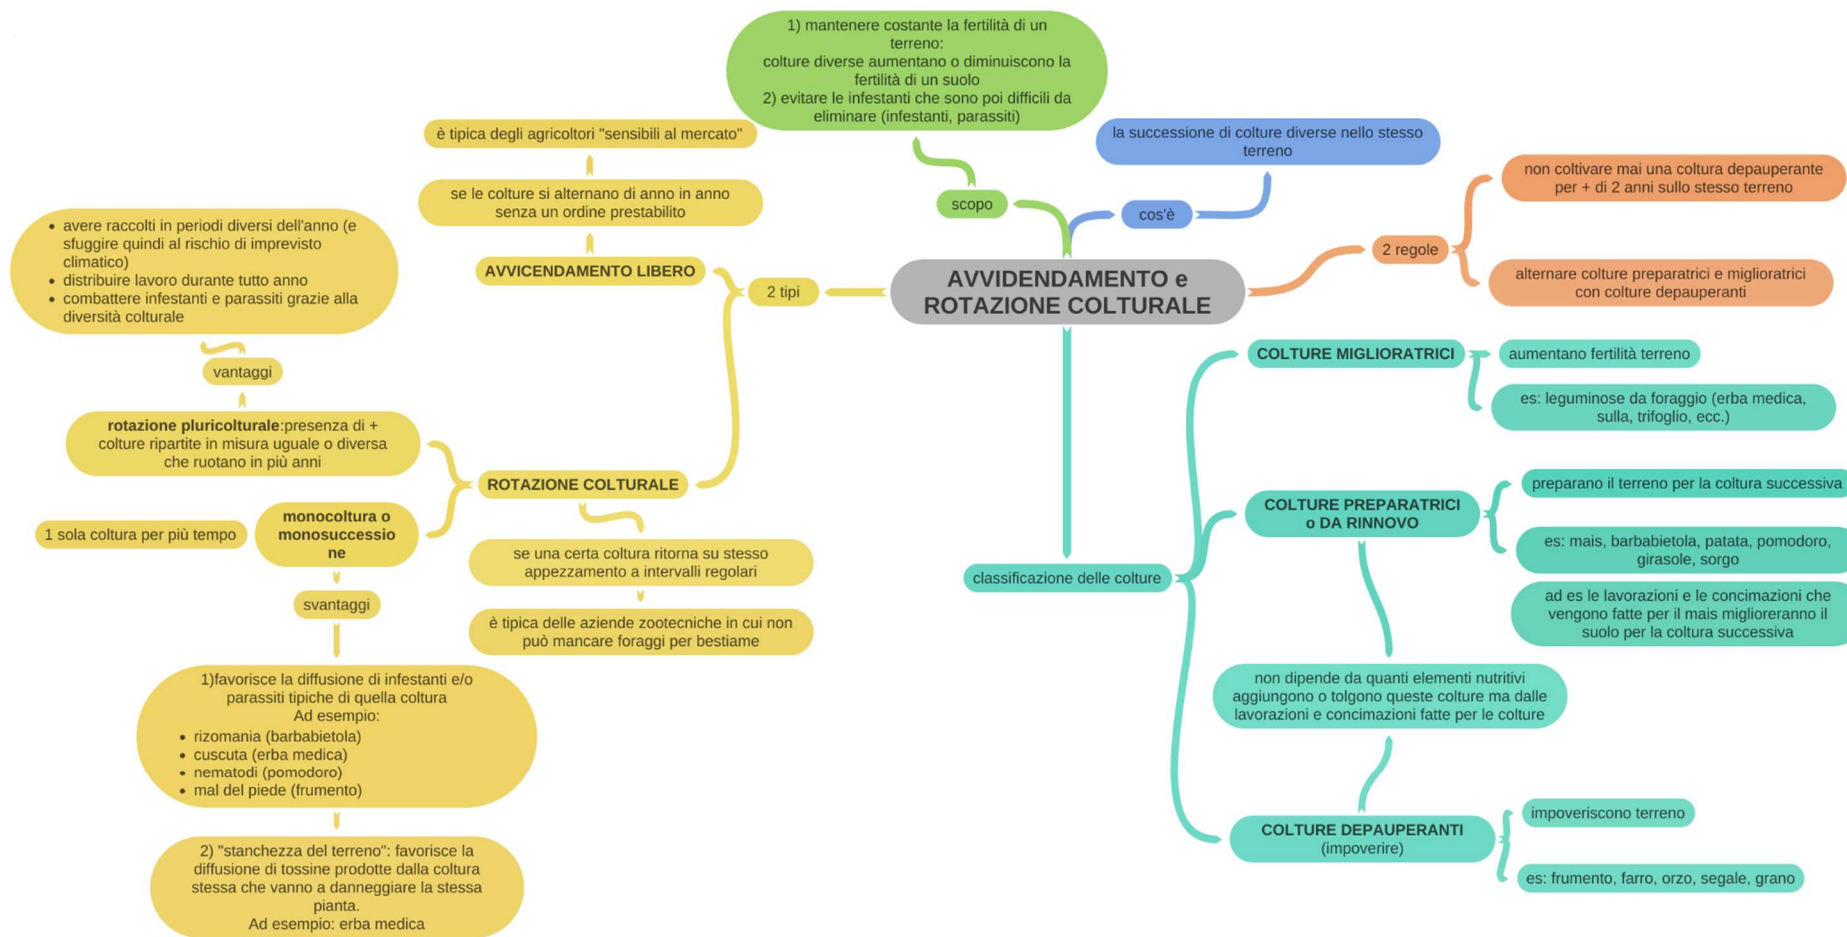 AVVIDENDAMENTO e
ROTAZIONE COLTURALE
scopo
1) mantenere costante la fertilità di un
terreno:
colture diverse aumentano o diminuiscono la
fertilità di un suolo
2) evitare le infestanti che sono poi difficili da
eliminare (infestanti, parassiti)
cos'è
la successione di colture diverse nello stesso
terreno
2 regole
non coltivare mai una coltura depauperante
per + di 2 anni sullo stesso terreno
alternare colture preparatrici e miglioratrici
con colture depauperanti
2 tipi
AVVICENDAMENTO LIBERO
se le colture si alternano di anno in anno
senza un ordine prestabilito
è tipica degli agricoltori "sensibili al mercato"
ROTAZIONE COLTURALE
se una certa coltura ritorna su stesso
appezzamento a intervalli regolari
è tipica delle aziende zootecniche in cui non
può mancare foraggi per bestiame
rotazione pluricolturale:presenza di +
colture ripartite in misura uguale o diversa
che ruotano in più anni
vantaggi
• avere raccolti in periodi diversi dell'anno (e
sfuggire quindi al rischio di imprevisto
climatico)
• distribuire lavoro durante tutto anno
• combattere infestanti e parassiti grazie alla
diversità colturale
monocoltura o
monosuccessio
ne
1 sola coltura per più tempo
svantaggi
1)favorisce la diffusione di infestanti e/o
parassiti tipiche di quella coltura
Ad esempio:
• rizomania (barbabietola)
• cuscuta (erba medica)
• nematodi (pomodoro)
• mal del piede (frumento)
2) "stanchezza del terreno": favorisce la
diffusione di tossine prodotte dalla coltura
stessa che vanno a danneggiare la stessa
pianta.
Ad esempio: erba medica
classificazione delle colture
COLTURE MIGLIORATRICI
aumentano fertilità terreno
es: leguminose da foraggio (erba medica,
sulla, trifoglio, ecc.)
COLTURE PREPARATRICI
o DA RINNOVO
preparano il terreno per la coltura successiva
es: mais, barbabietola, patata, pomodoro,
girasole, sorgo
ad es le lavorazioni e le concimazioni che
vengono fatte per il mais miglioreranno il
suolo per la coltura successiva
non dipende da quanti elementi nutritivi
aggiungono o tolgono queste colture ma dalle
lavorazioni e concimazioni fatte per le colture
COLTURE DEPAUPERANTI
(impoverire)
impoveriscono terreno
es: frumento, farro, orzo, segale, grano